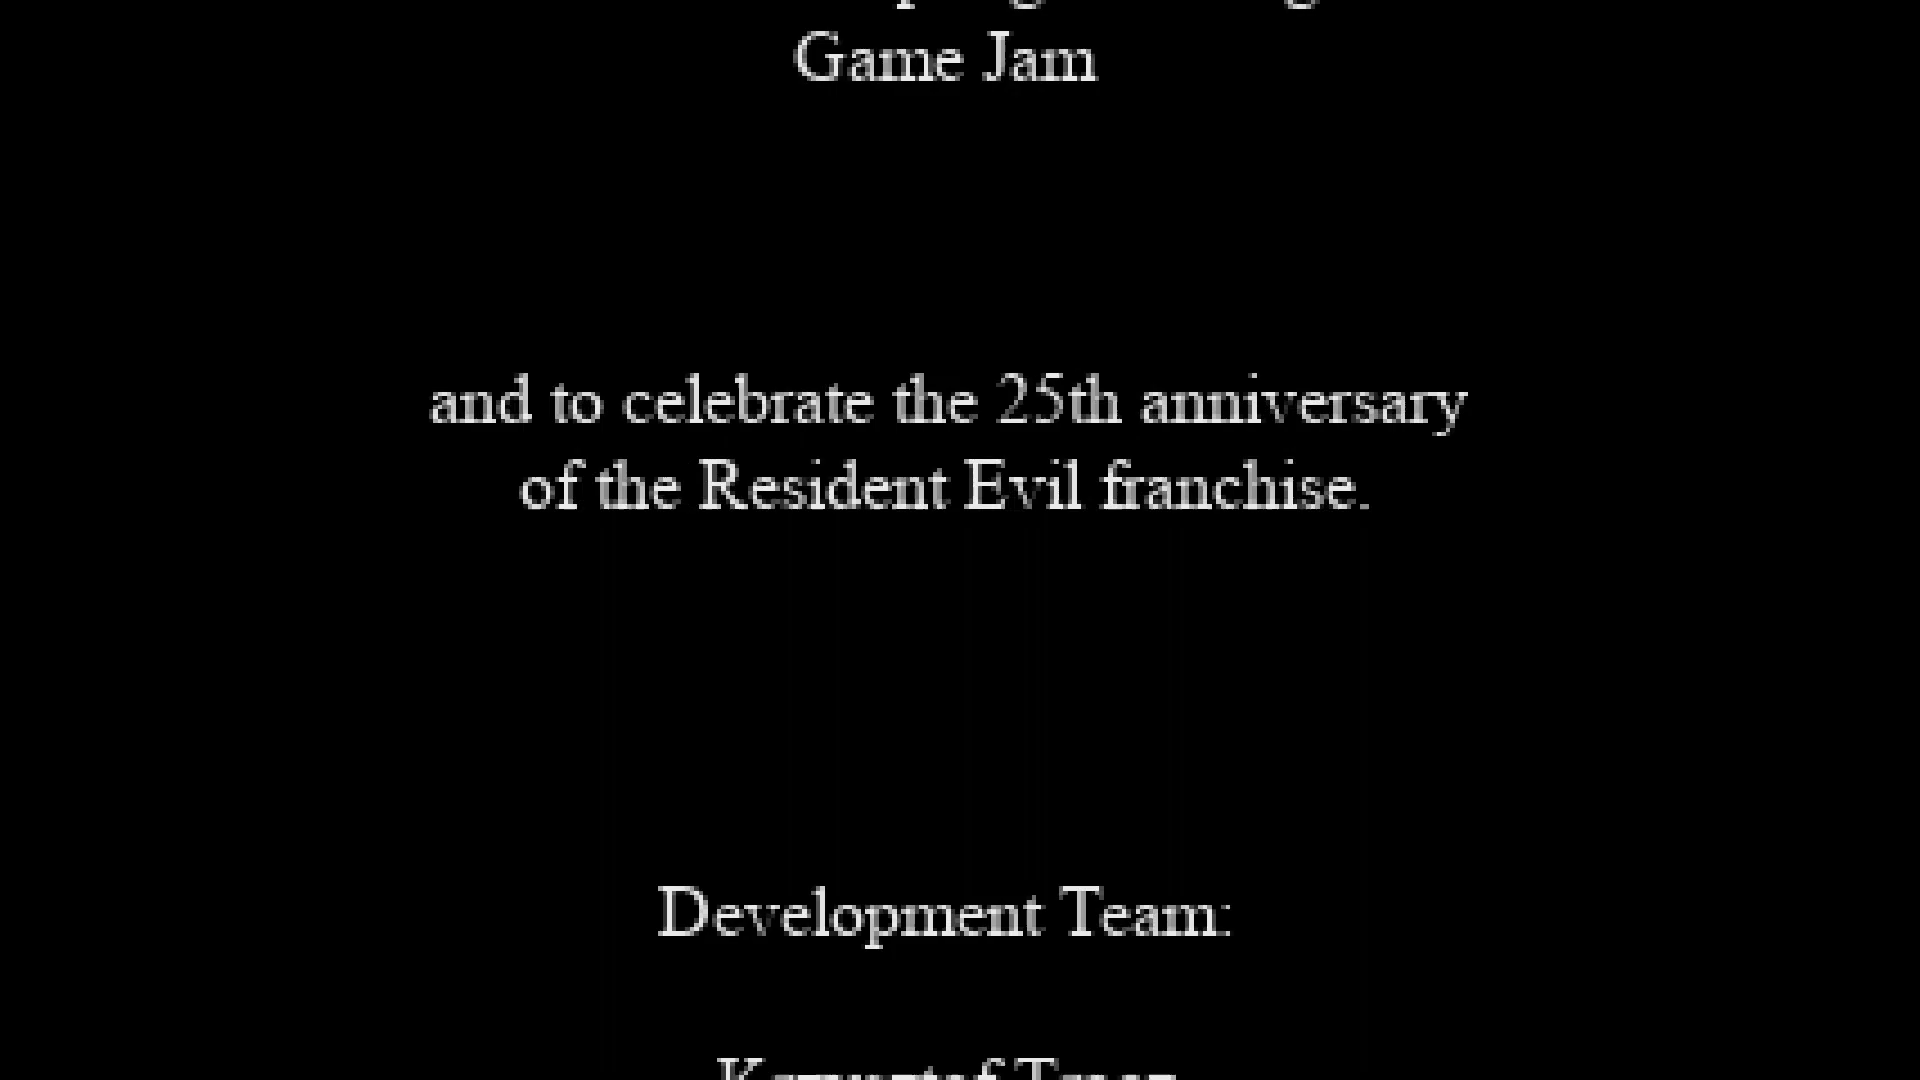 Game Jam
and to celebrate the 25th anniversary
of the Resident Evil franchise.
Development Team: